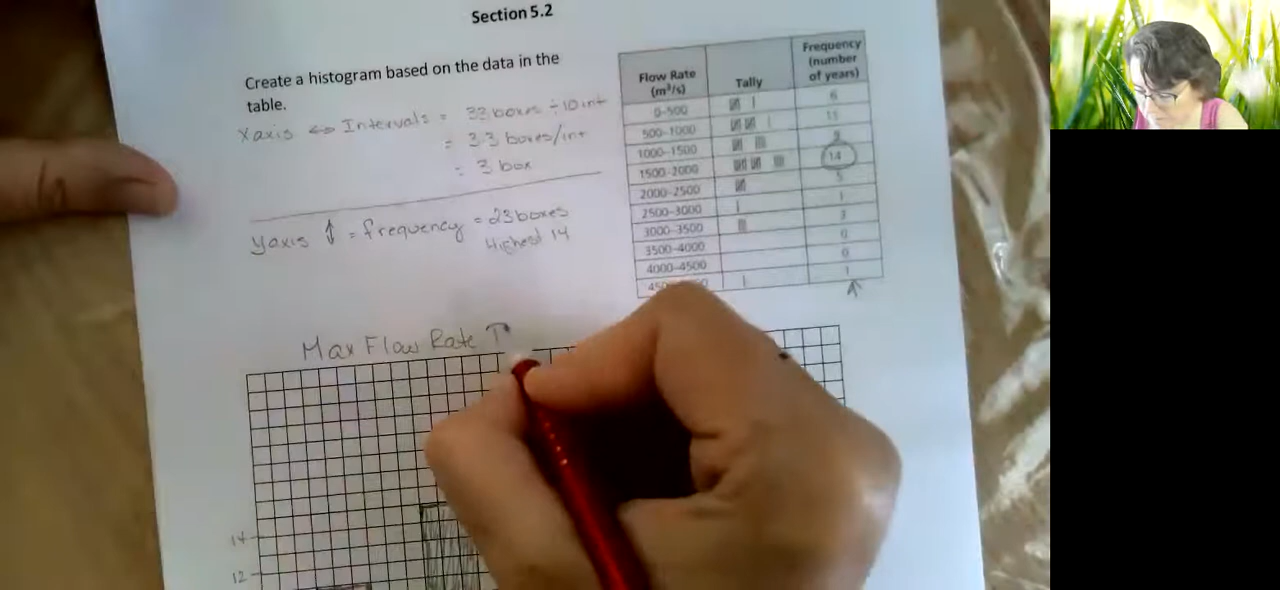 Section 5.2
Create a histogram based on the data in the
table.
x axis ↔ Intervals = 33 boxes ÷ 10 int
= 3.3 boxes/int
= 3 box
y axis ↕ = frequency = 23 boxes
Highest 14
Flow Rate (m³/s) Tally Frequency (number of years)
0–500 6
500–1000 11
1000–1500 9
1500–2000 14
2000–2500 5
2500–3000 1
3000–3500 3
3500–4000 0
4000–4500 0
1
Max Flow Rate
14
12